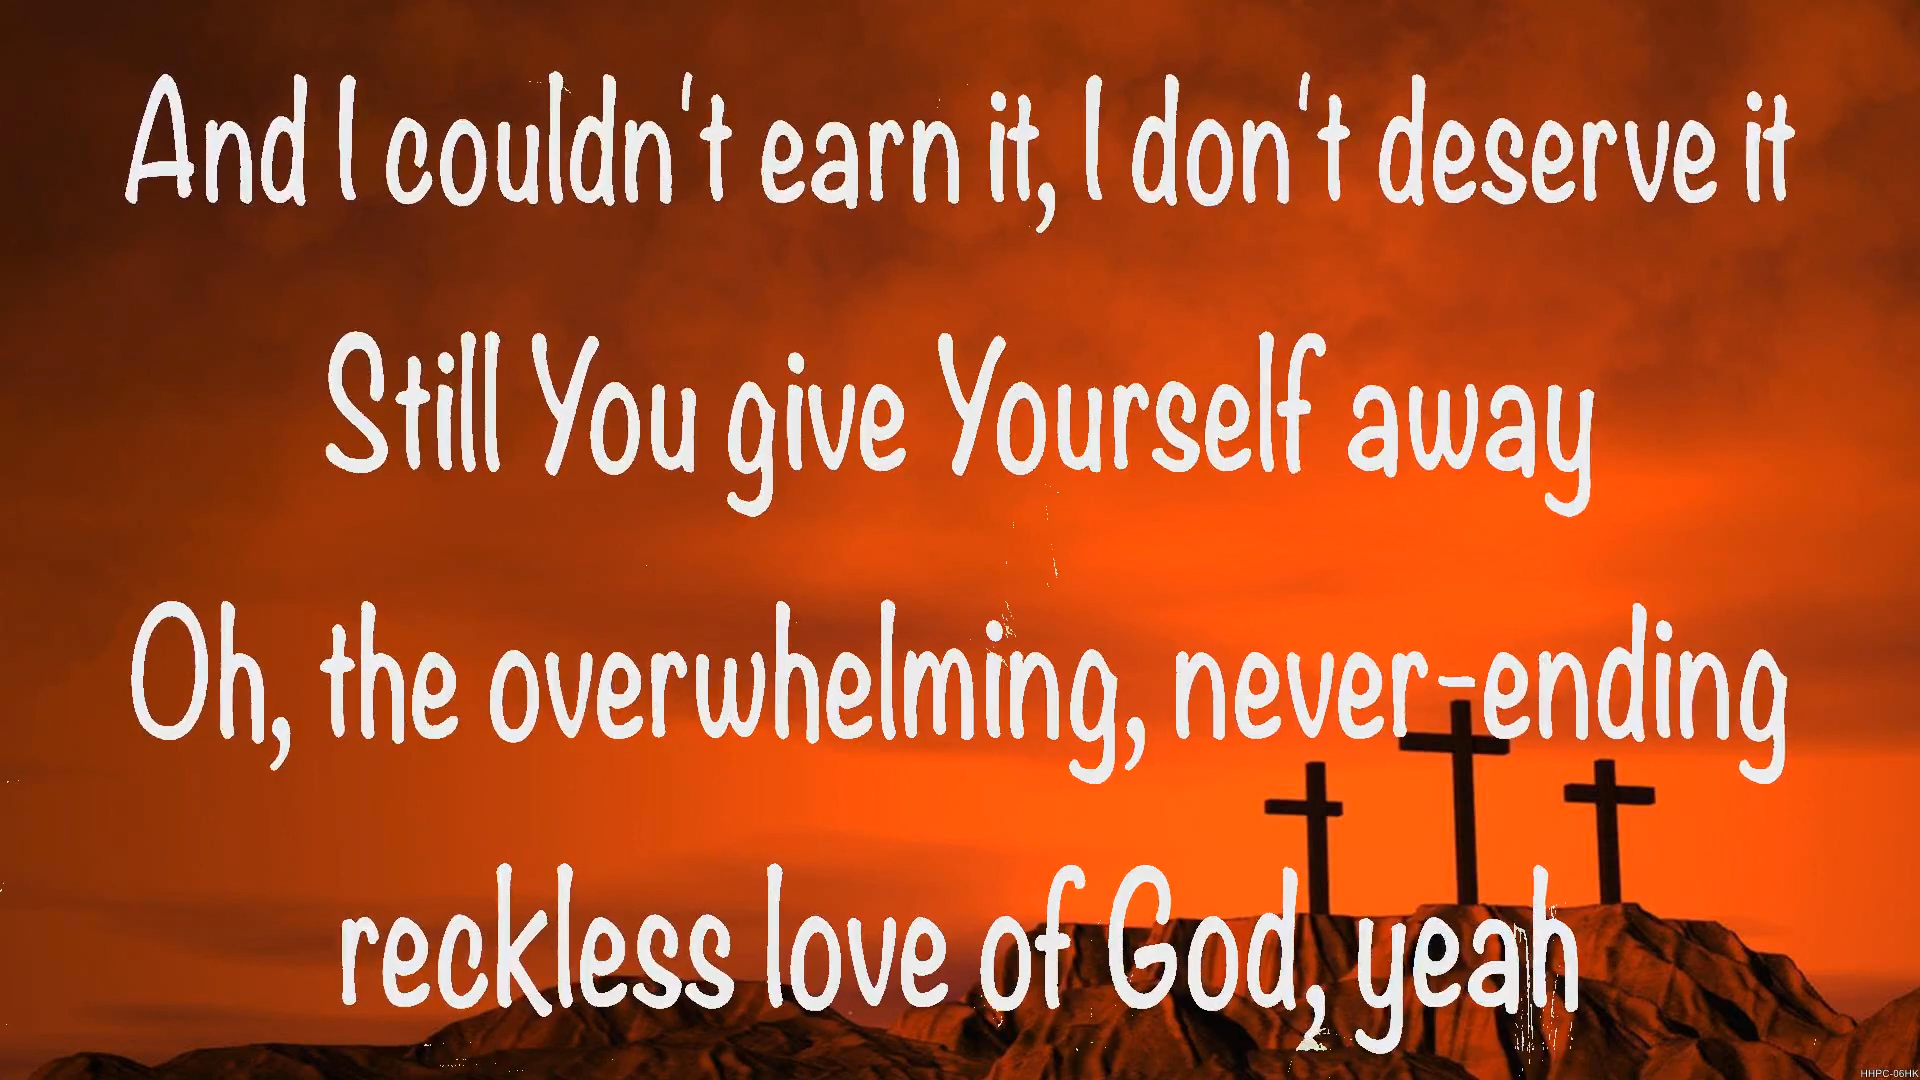 And I couldn't earn it, I don't deserve it
Still You give Yourself away
Oh, the overwhelming, never-ending
reckless love of God, yeah
HHPC-06HK